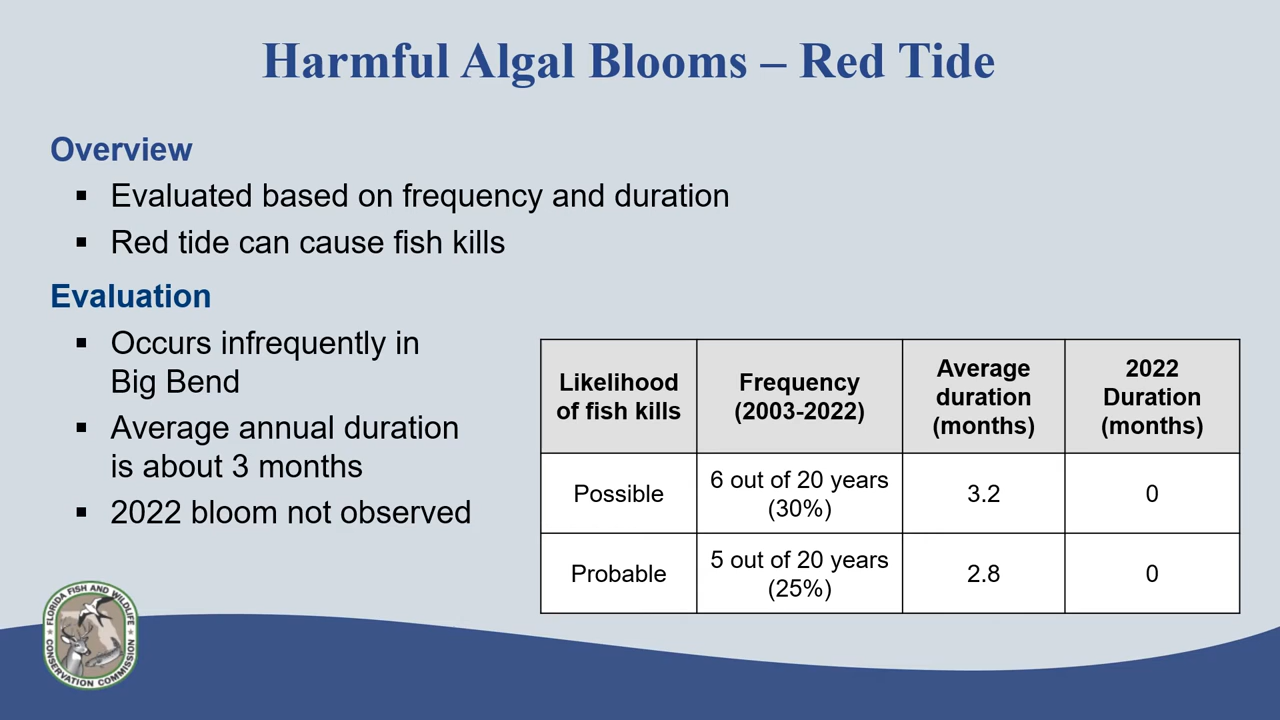 Harmful Algal Blooms – Red Tide
Overview
▪ Evaluated based on frequency and duration
▪ Red tide can cause fish kills
Evaluation
▪ Occurs infrequently in
Big Bend
▪ Average annual duration
is about 3 months
▪ 2022 bloom not observed
Likelihood
of fish kills
Frequency
(2003-2022)
Average
duration
(months)
2022
Duration
(months)
Possible
6 out of 20 years
(30%)
3.2
0
Probable
5 out of 20 years
(25%)
2.8
0
FLORIDA FISH AND WILDLIFE
CONSERVATION COMMISSION